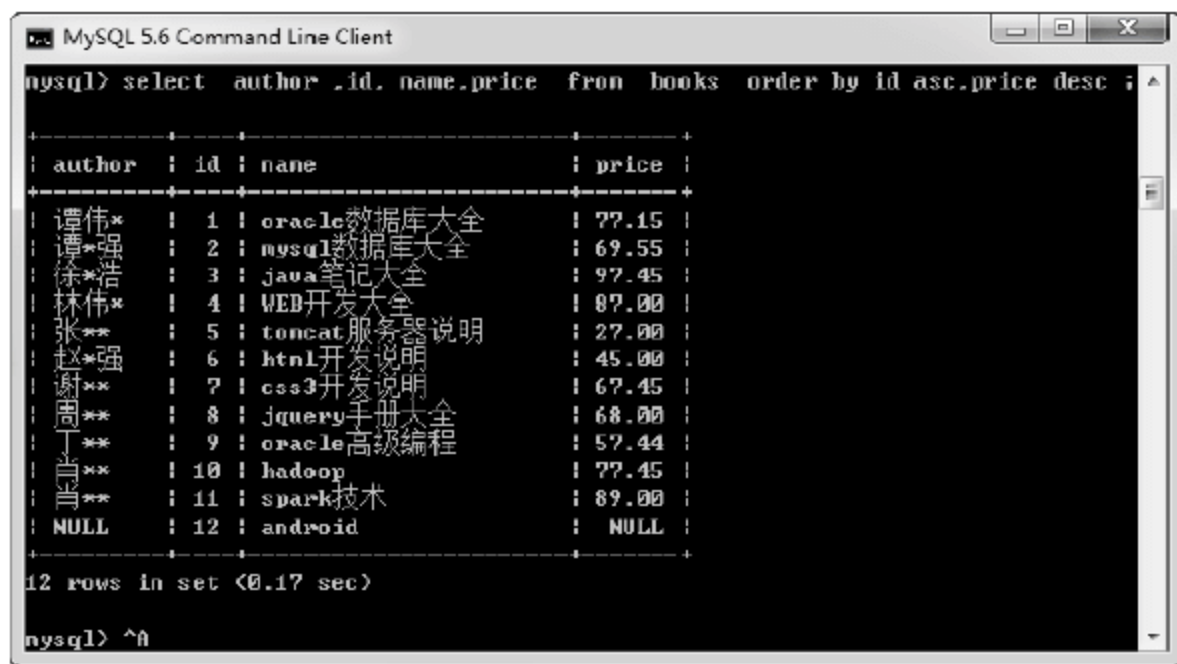 MySQL 5.6 Command Line Client
mysql> select author ,id, name,price from books order by id asc,price desc ;
| author | id | name | price |
| 谭伟* | 1 | oracle数据库大全 | 77.15 |
| 谭*强 | 2 | mysql数据库大全 | 69.55 |
| 徐*浩 | 3 | java笔记大全 | 97.45 |
| 林伟* | 4 | WEB开发大全 | 87.00 |
| 张** | 5 | tomcat服务器说明 | 27.00 |
| 赵*强 | 6 | html开发说明 | 45.00 |
| 谢** | 7 | css3开发说明 | 67.45 |
| 周** | 8 | jquery手册大全 | 68.00 |
| 丁** | 9 | oracle高级编程 | 57.44 |
| 肖** | 10 | hadoop | 77.45 |
| 肖** | 11 | spark技术 | 89.00 |
| NULL | 12 | android | NULL |
12 rows in set (0.17 sec)
mysql> ^A